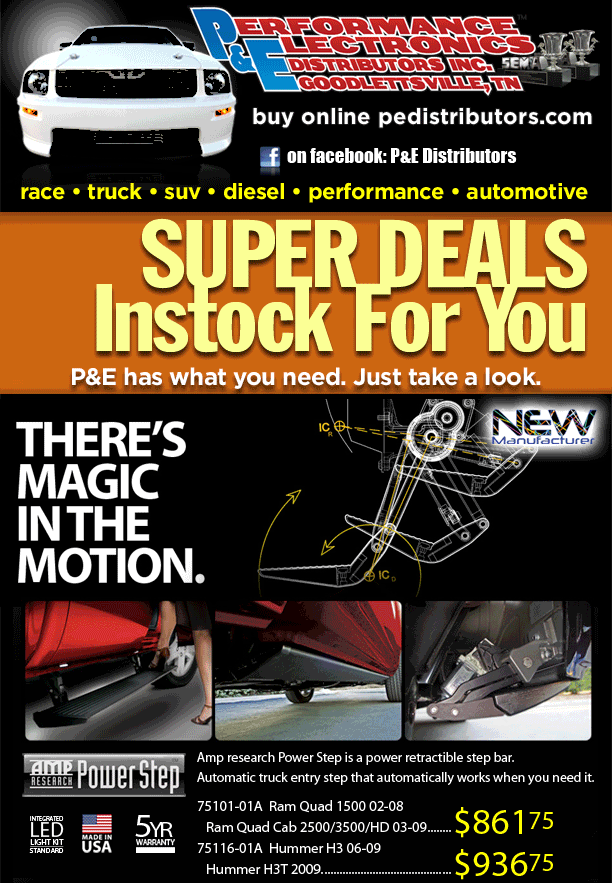 PERFORMANCE
P&E ELECTRONICS
DISTRIBUTORS INC.
GOODLETTSVILLE, TN
SEMA
buy online pedistributors.com
f on facebook: P&E Distributors
race • truck • suv • diesel • performance • automotive
SUPER DEALS
Instock For You
P&E has what you need. Just take a look.
NEW
Manufacturer
THERE'S
MAGIC
IN THE
MOTION.
IC R
IC D
AMP RESEARCH Power Step
Amp research Power Step is a power retractible step bar.
Automatic truck entry step that automatically works when you need it.
INTEGRATED
LED
LIGHT KIT
STANDARD
MADE IN
USA
5YR
WARRANTY
75101-01A Ram Quad 1500 02-08
Ram Quad Cab 2500/3500/HD 03-09........ $861 75
75116-01A Hummer H3 06-09
Hummer H3T 2009............................................ $936 75